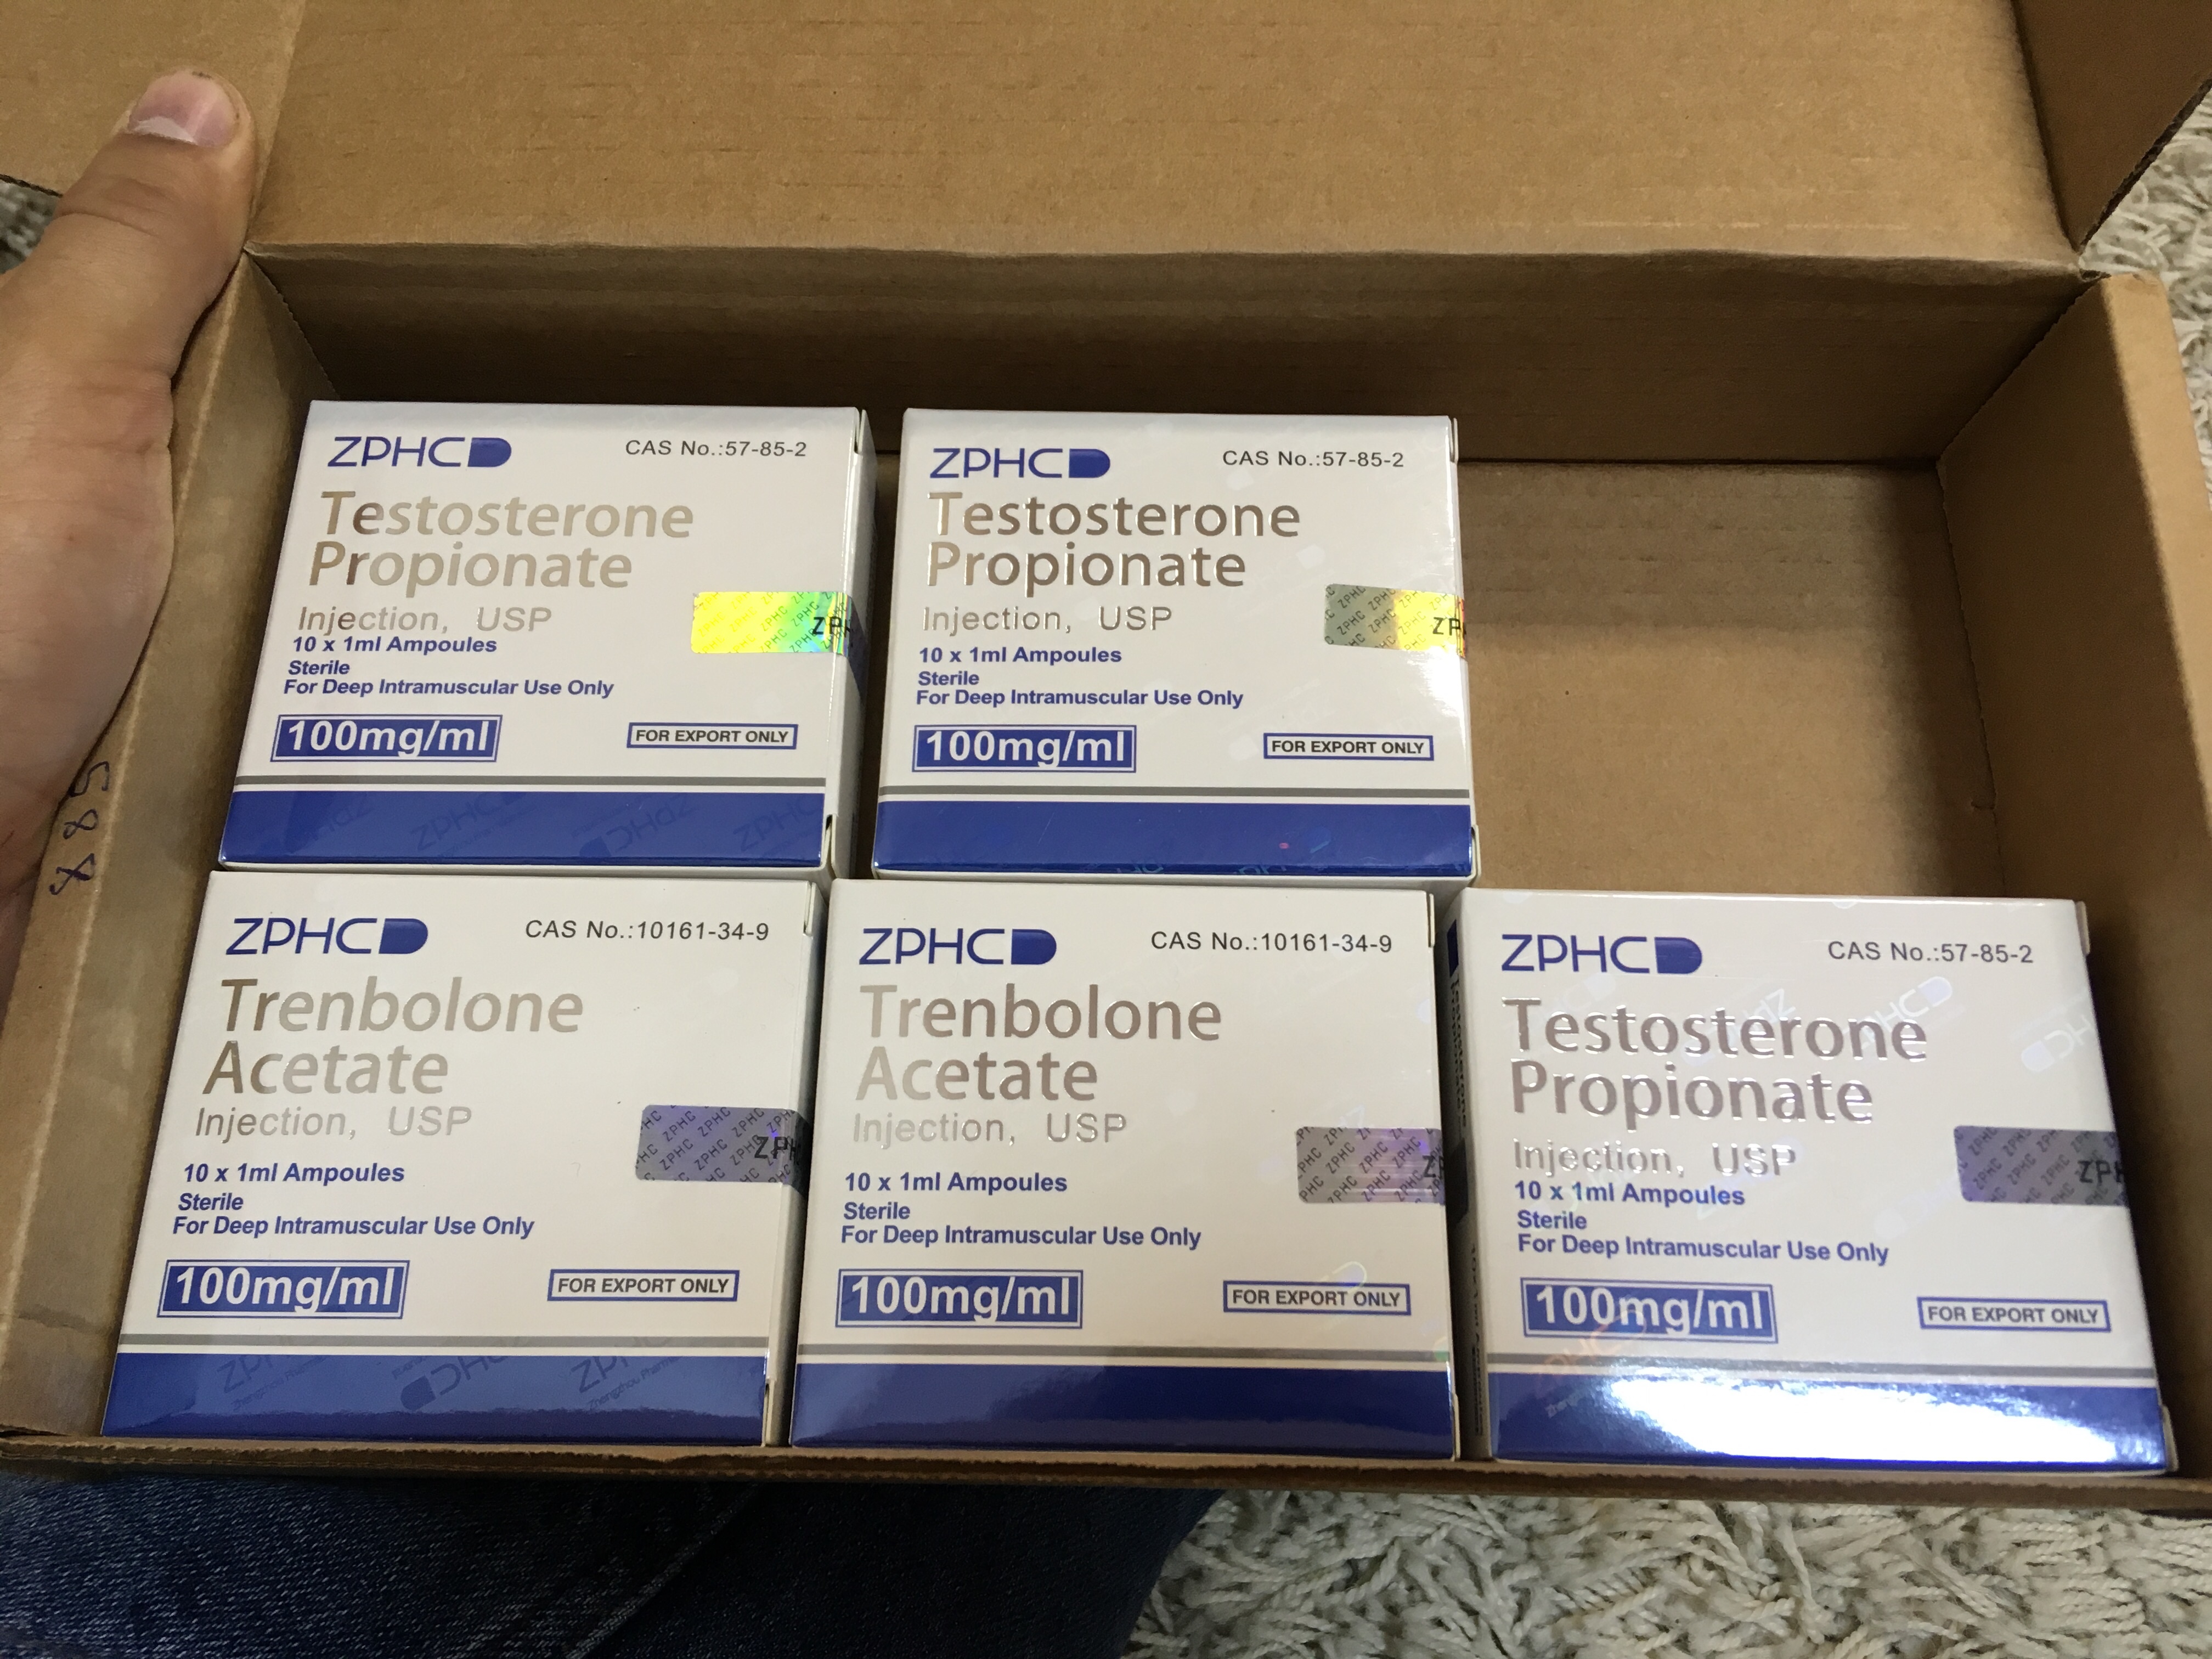 ZPHC
CAS No.:57-85-2
Testosterone
Propionate
Injection, USP
10 x 1ml Ampoules
Sterile
For Deep Intramuscular Use Only
100mg/ml
FOR EXPORT ONLY
ZPHC
CAS No.:57-85-2
Testosterone
Propionate
Injection, USP
10 x 1ml Ampoules
Sterile
For Deep Intramuscular Use Only
100mg/ml
FOR EXPORT ONLY
885
ZPHC
CAS No.:10161-34-9
Trenbolone
Acetate
Injection, USP
10 x 1ml Ampoules
Sterile
For Deep Intramuscular Use Only
100mg/ml
FOR EXPORT ONLY
ZPHC
CAS No.:10161-34-9
Trenbolone
Acetate
Injection, USP
10 x 1ml Ampoules
Sterile
For Deep Intramuscular Use Only
100mg/ml
FOR EXPORT ONLY
ZPHC
CAS No.:57-85-2
Testosterone
Propionate
Injection, USP
10 x 1ml Ampoules
Sterile
For Deep Intramuscular Use Only
100mg/ml
FOR EXPORT ONLY